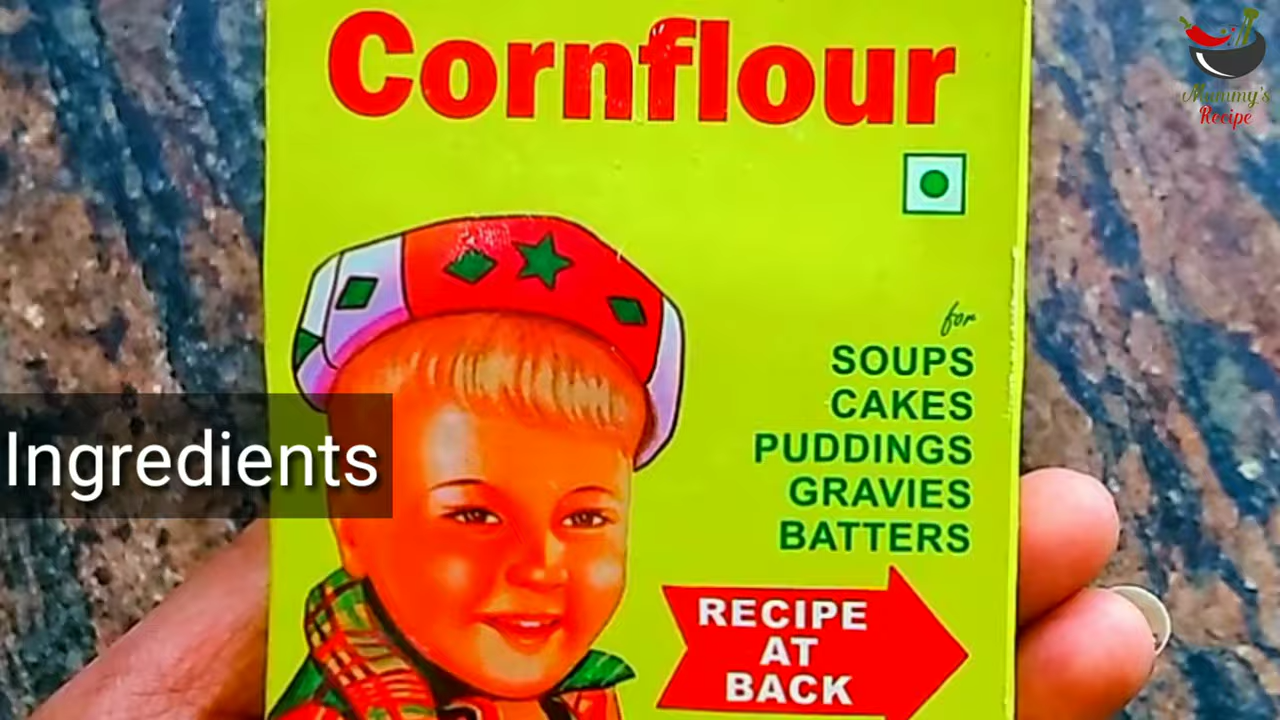 Cornflour
Mummy's
Recipe
for
SOUPS
CAKES
PUDDINGS
GRAVIES
BATTERS
Ingredients
RECIPE
AT
BACK